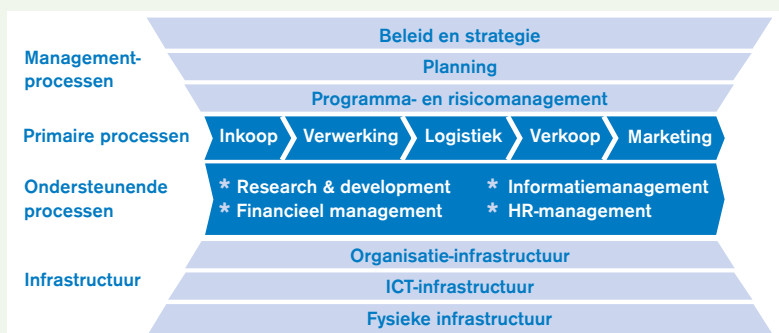 Beleid en strategie
Management-
processen
Planning
Programma- en risicomanagement
Primaire processen
Inkoop
Verwerking
Logistiek
Verkoop
Marketing
Ondersteunende
processen
* Research & development
* Informatiemanagement
* Financieel management
* HR-management
Organisatie-infrastructuur
Infrastructuur
ICT-infrastructuur
Fysieke infrastructuur